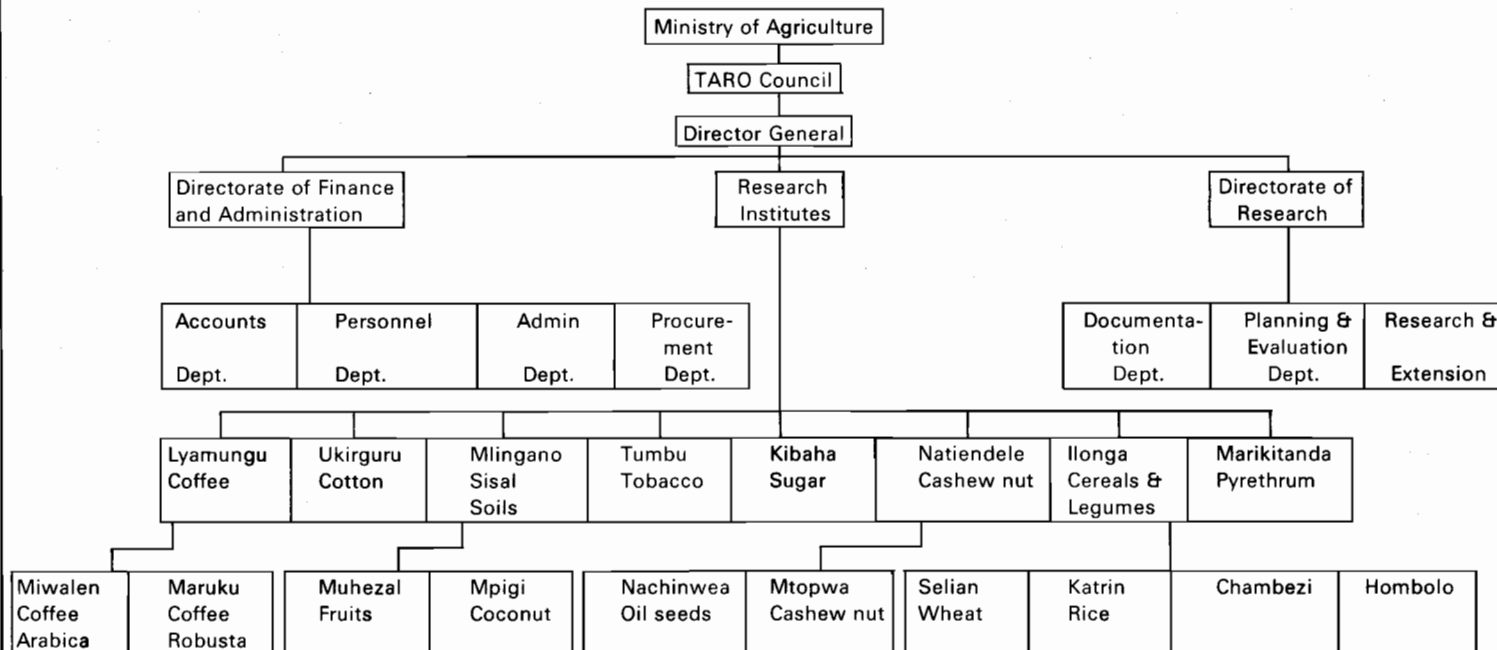 Ministry of Agriculture
TARO Council
Director General
Directorate of Finance
and Administration
Research
Institutes
Directorate of
Research
Accounts
Dept.
Personnel
Dept.
Admin
Dept.
Procure-
ment
Dept.
Documenta-
tion
Dept.
Planning &
Evaluation
Dept.
Research &
Extension
Lyamungu
Coffee
Ukirguru
Cotton
Mlingano
Sisal
Soils
Tumbu
Tobacco
Kibaha
Sugar
Natiendele
Cashew nut
Ilonga
Cereals &
Legumes
Marikitanda
Pyrethrum
Miwalen
Coffee
Arabica
Maruku
Coffee
Robusta
Muhezal
Fruits
Mpigi
Coconut
Nachinwea
Oil seeds
Mtopwa
Cashew nut
Selian
Wheat
Katrin
Rice
Chambezi
Hombolo